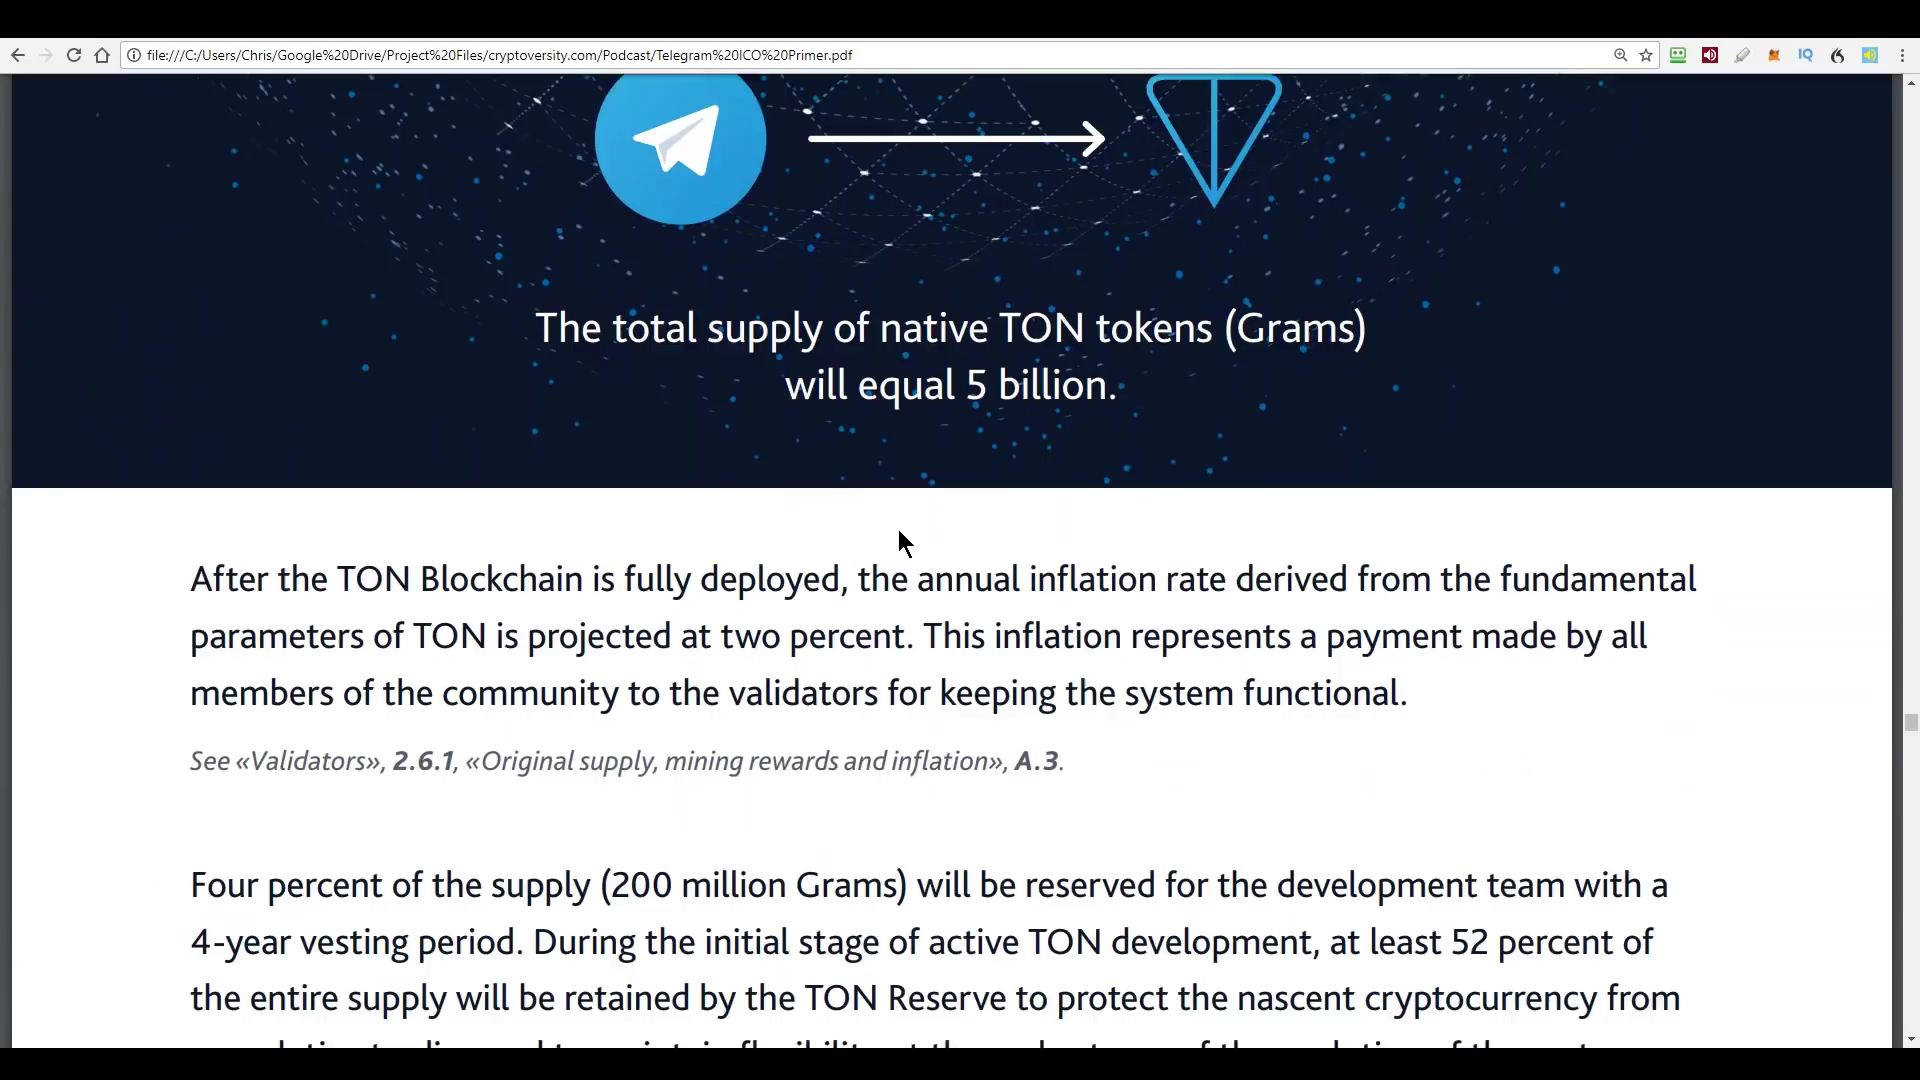 file:///C:/Users/Chris/Google%20Drive/Project%20Files/cryptoversity.com/Podcast/Telegram%20ICO%20Primer.pdf
IQ
The total supply of native TON tokens (Grams)
will equal 5 billion.
After the TON Blockchain is fully deployed, the annual inflation rate derived from the fundamental
parameters of TON is projected at two percent. This inflation represents a payment made by all
members of the community to the validators for keeping the system functional.
See «Validators», 2.6.1, «Original supply, mining rewards and inflation», A.3.
Four percent of the supply (200 million Grams) will be reserved for the development team with a
4-year vesting period. During the initial stage of active TON development, at least 52 percent of
the entire supply will be retained by the TON Reserve to protect the nascent cryptocurrency from